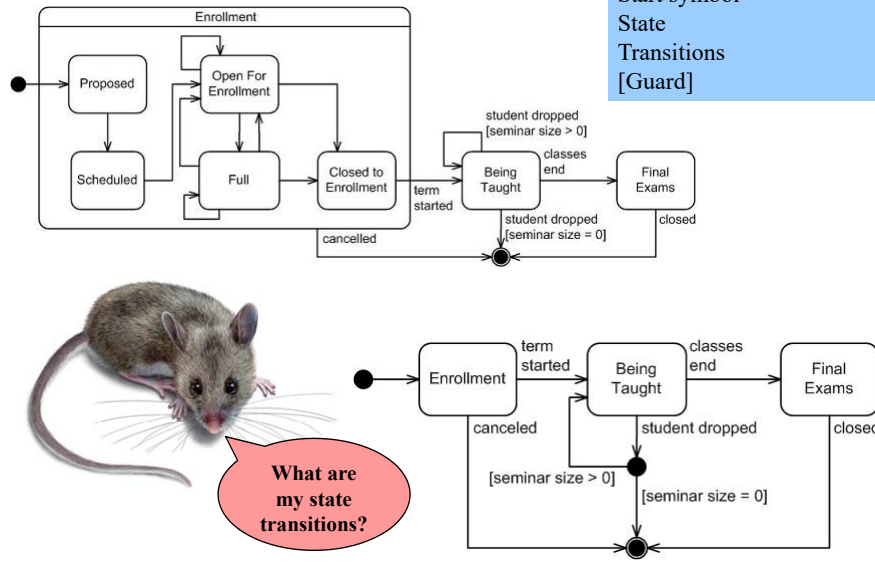 Start symbol
State
Transitions
[Guard]
Enrollment
Proposed
Open For
Enrollment
Scheduled
Full
Closed to
Enrollment
term
started
student dropped
[seminar size > 0]
Being
Taught
classes
end
Final
Exams
student dropped
[seminar size = 0]
closed
cancelled
What are
my state
transitions?
Enrollment
term
started
Being
Taught
classes
end
Final
Exams
canceled
student dropped
closed
[seminar size > 0]
[seminar size = 0]